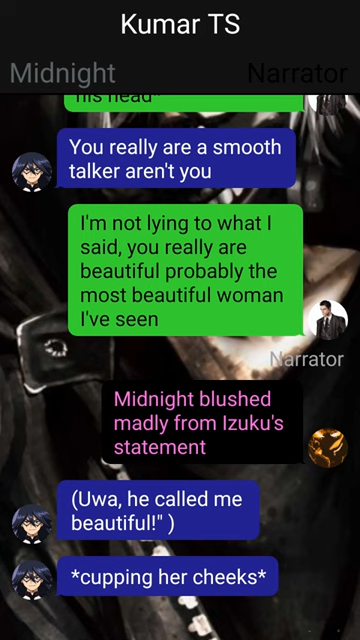 Kumar TS
Midnight
Narrator
his head*
You really are a smooth
talker aren't you
I'm not lying to what I
said, you really are
beautiful probably the
most beautiful woman
I've seen
Narrator
Midnight blushed
madly from Izuku's
statement
(Uwa, he called me
beautiful!" )
*cupping her cheeks*